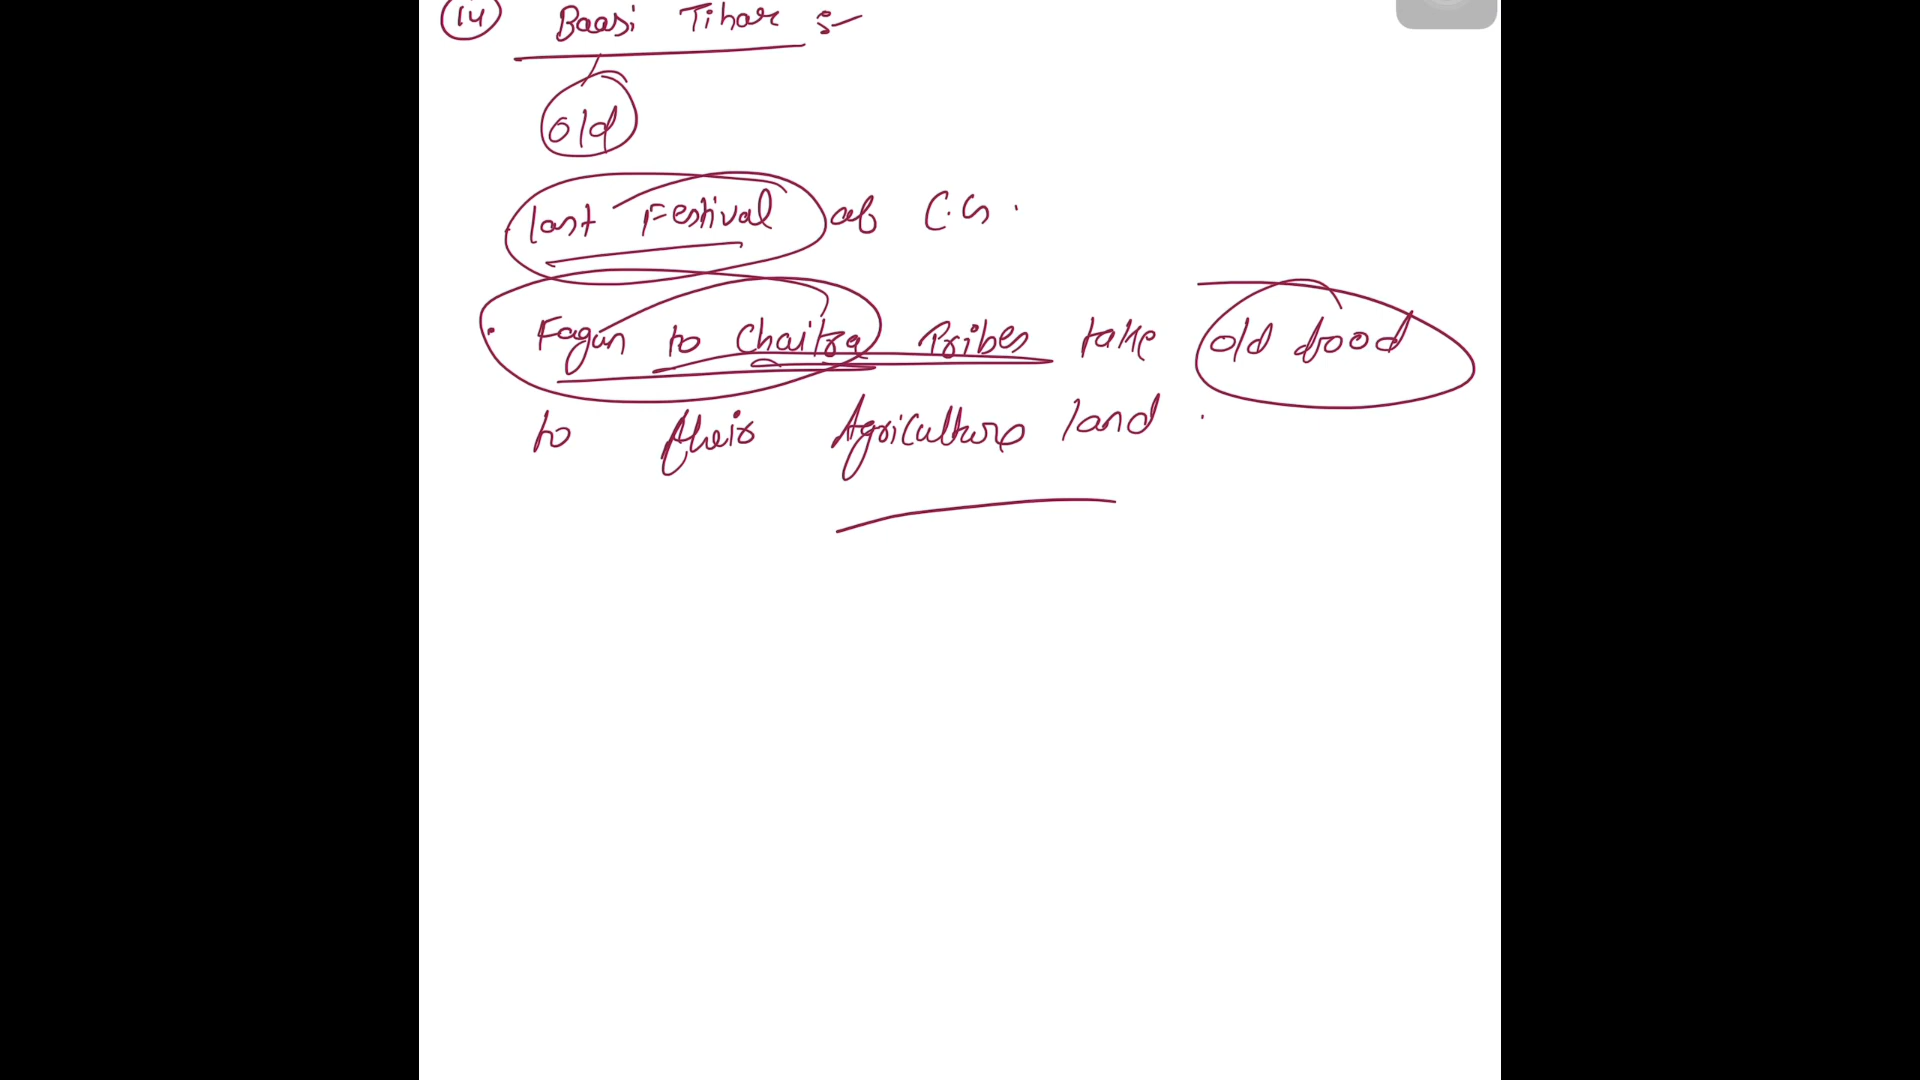 (14) Baasi Tihar :-
old
last Festival of C.G.
• Fagun to Chaitra Tribes take old food
to their Agriculture land.